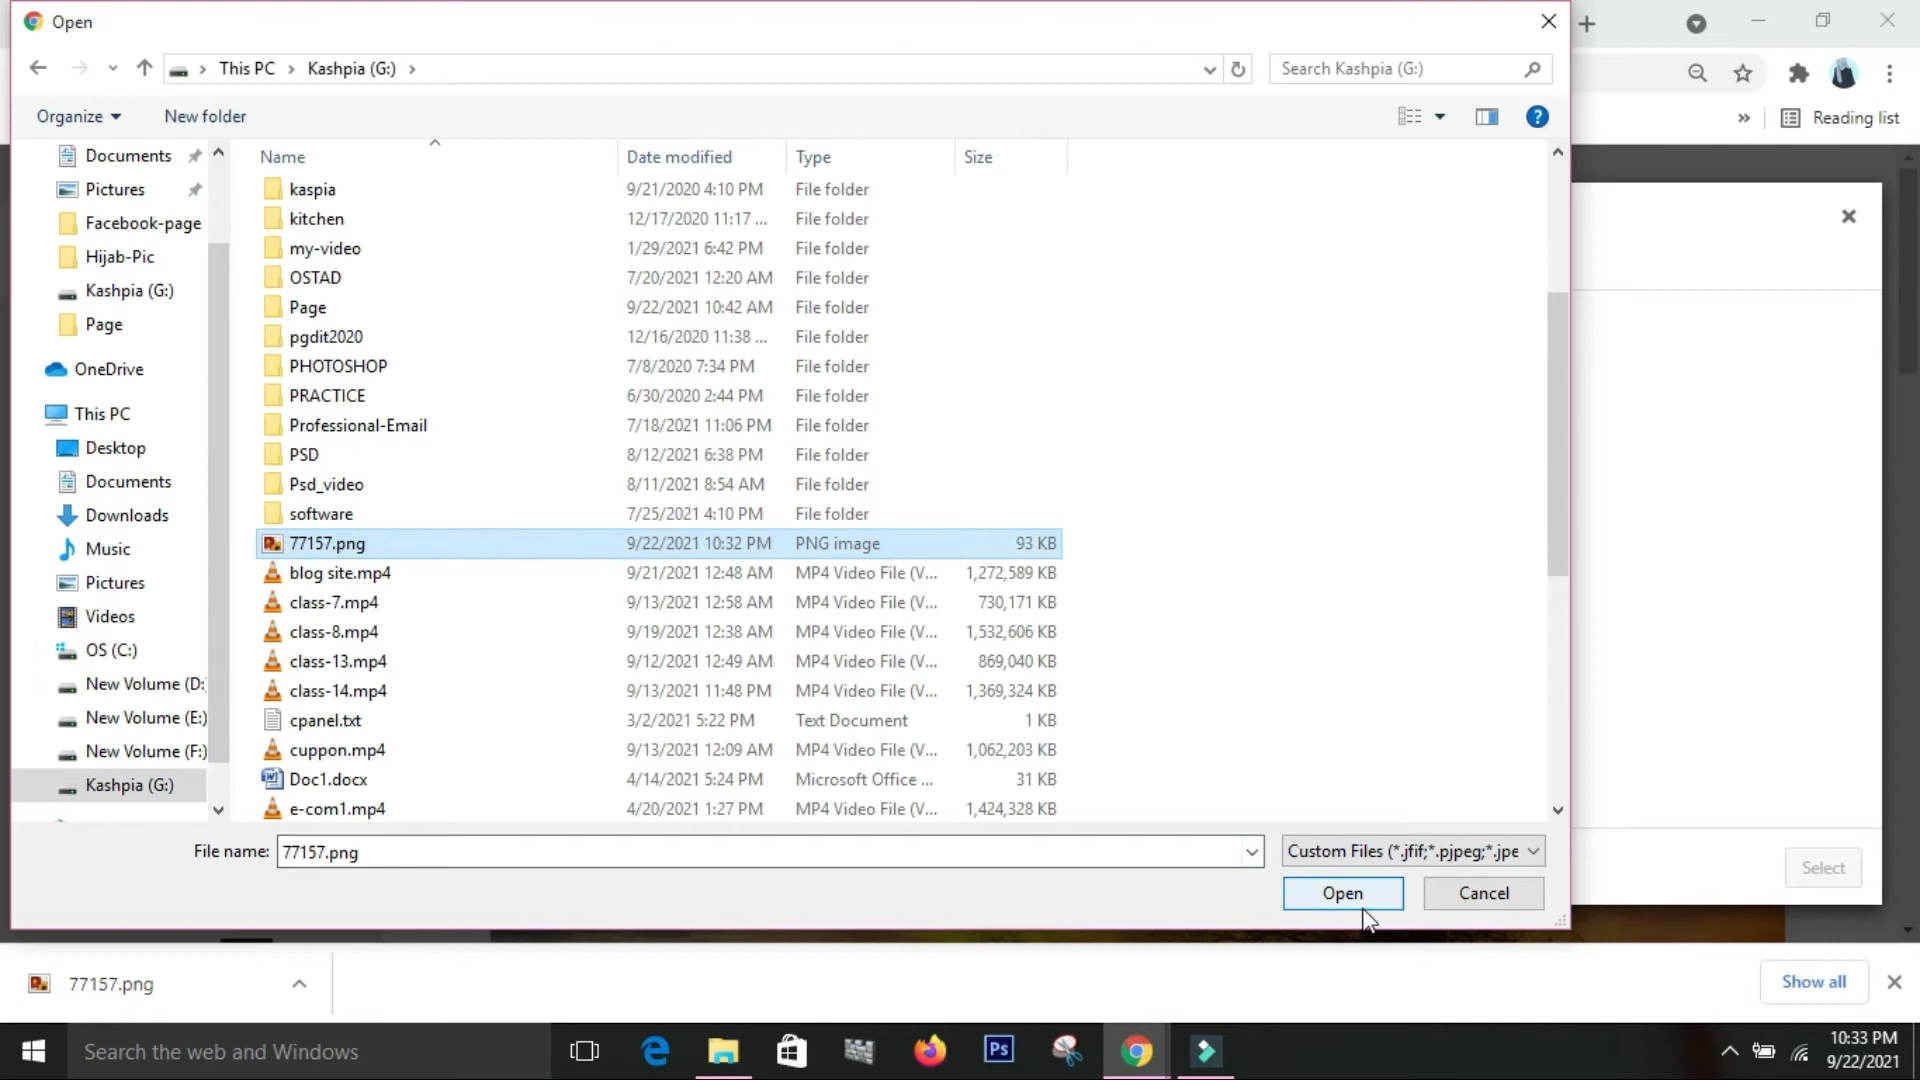 Open
This PC
Kashpia (G:)
Search Kashpia (G:)
Organize
New folder
Reading list
Name
Date modified
Type
Size
Documents
Pictures
Facebook-page
Hijab-Pic
Kashpia (G:)
Page
OneDrive
This PC
Desktop
Documents
Downloads
Music
Pictures
Videos
OS (C:)
New Volume (D:
New Volume (E:)
New Volume (F:)
Kashpia (G:)
kaspia 9/21/2020 4:10 PM File folder
kitchen 12/17/2020 11:17 ... File folder
my-video 1/29/2021 6:42 PM File folder
OSTAD 7/20/2021 12:20 AM File folder
Page 9/22/2021 10:42 AM File folder
pgdit2020 12/16/2020 11:38 ... File folder
PHOTOSHOP 7/8/2020 7:34 PM File folder
PRACTICE 6/30/2020 2:44 PM File folder
Professional-Email 7/18/2021 11:06 PM File folder
PSD 8/12/2021 6:38 PM File folder
Psd_video 8/11/2021 8:54 AM File folder
software 7/25/2021 4:10 PM File folder
77157.png 9/22/2021 10:32 PM PNG image 93 KB
blog site.mp4 9/21/2021 12:48 AM MP4 Video File (V... 1,272,589 KB
class-7.mp4 9/13/2021 12:58 AM MP4 Video File (V... 730,171 KB
class-8.mp4 9/19/2021 12:38 AM MP4 Video File (V... 1,532,606 KB
class-13.mp4 9/12/2021 12:49 AM MP4 Video File (V... 869,040 KB
class-14.mp4 9/13/2021 11:48 PM MP4 Video File (V... 1,369,324 KB
cpanel.txt 3/2/2021 5:22 PM Text Document 1 KB
cuppon.mp4 9/13/2021 12:09 AM MP4 Video File (V... 1,062,203 KB
Doc1.docx 4/14/2021 5:24 PM Microsoft Office ... 31 KB
e-com1.mp4 4/20/2021 1:27 PM MP4 Video File (V... 1,424,328 KB
File name: 77157.png
Custom Files (*.jfif;*.pjpeg;*.jpe
Open
Cancel
Select
77157.png
Show all
Search the web and Windows
Ps
10:33 PM
9/22/2021